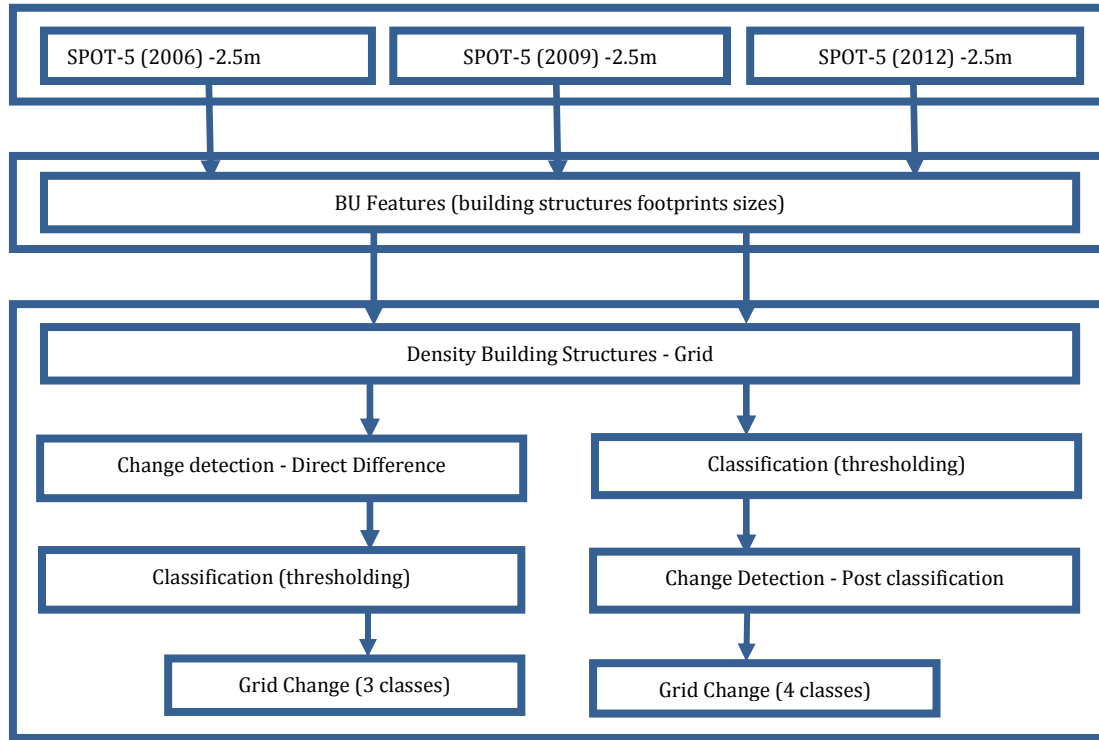 SPOT-5 (2006) -2.5m
SPOT-5 (2009) -2.5m
SPOT-5 (2012) -2.5m
BU Features (building structures footprints sizes)
Density Building Structures - Grid
Change detection - Direct Difference
Classification (thresholding)
Classification (thresholding)
Change Detection - Post classification
Grid Change (3 classes)
Grid Change (4 classes)